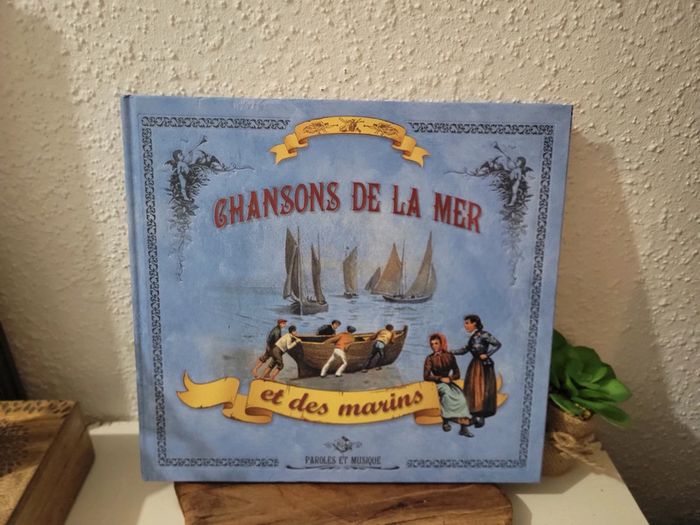 CHANSONS DE LA MER
et des marins
PAROLES ET MUSIQUE